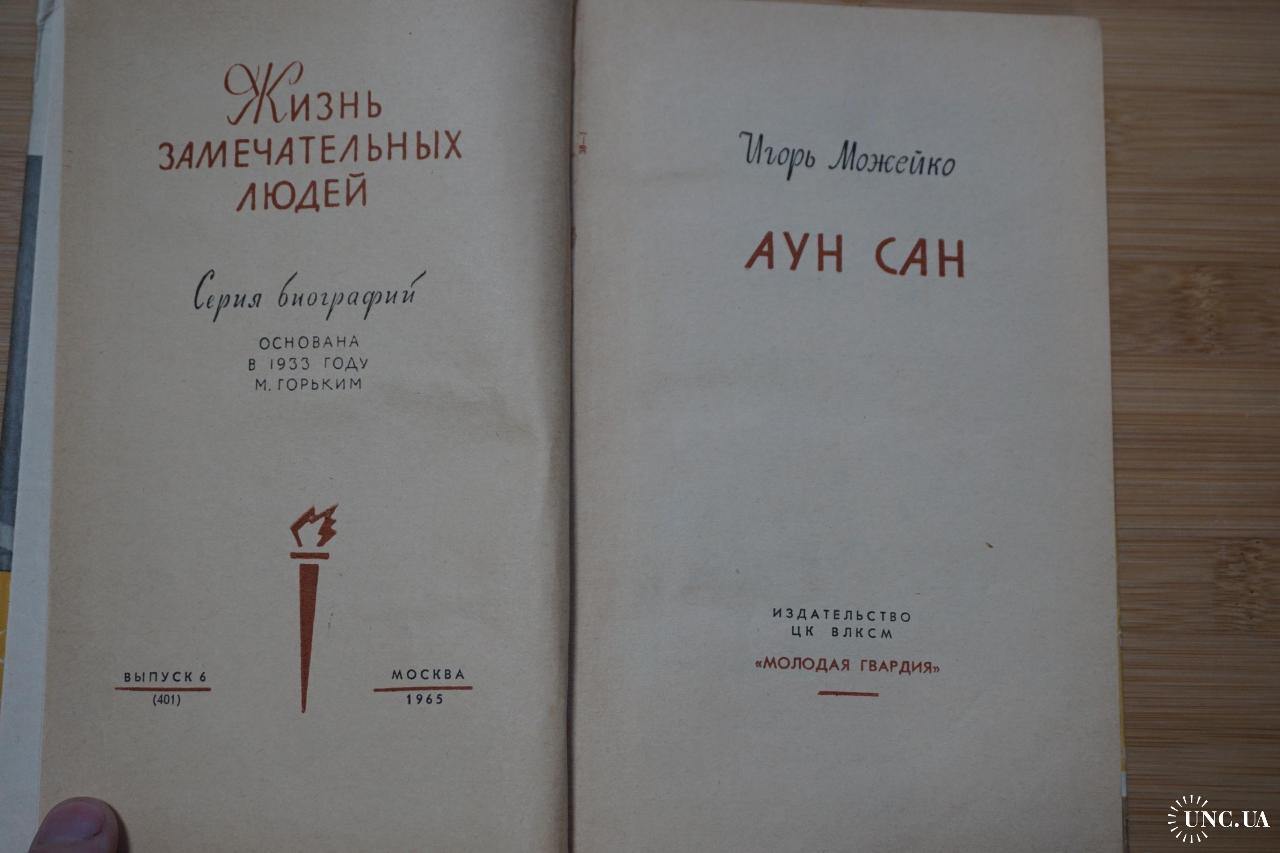 Жизнь
ЗАМЕЧАТЕЛЬНЫХ
ЛЮДЕЙ
Серия биографий
ОСНОВАНА
В 1933 ГОДУ
М. ГОРЬКИМ
ВЫПУСК 6
(401)
МОСКВА
1965
Игорь Можейко
АУН САН
ИЗДАТЕЛЬСТВО
ЦК ВЛКСМ
«МОЛОДАЯ ГВАРДИЯ»
UNC.UA